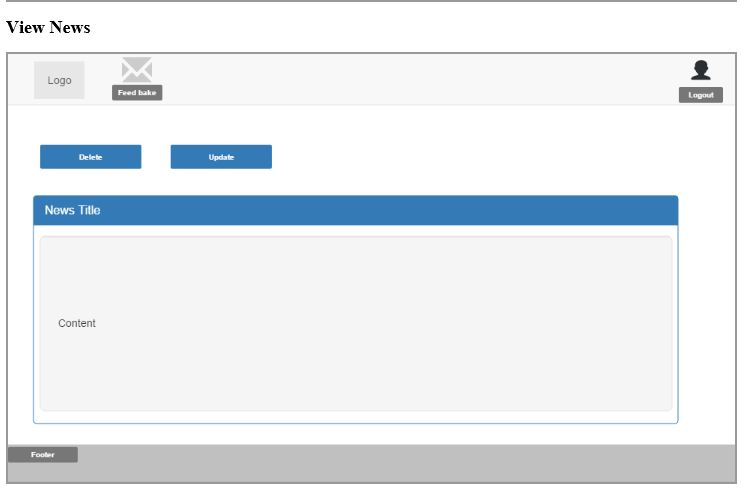 View News
Logo
Feed bake
Logout
Delete
Update
News Title
Content
Footer